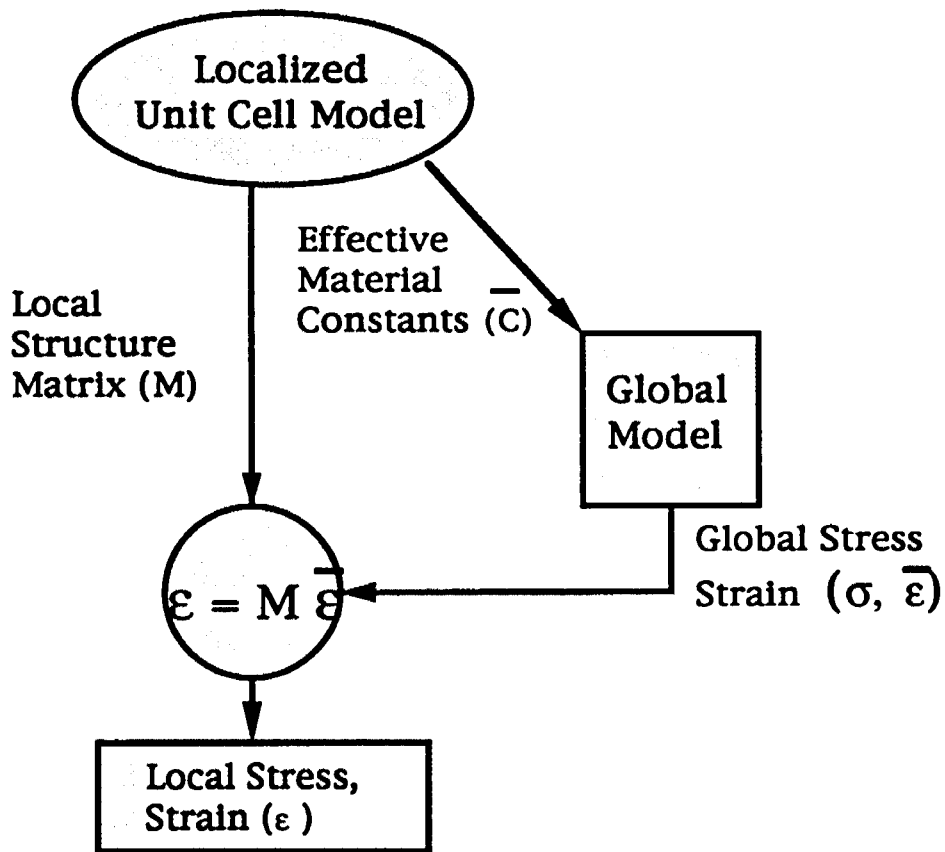 Localized
Unit Cell Model
Effective
Material
Constants (C̅)
Local
Structure
Matrix (M)
Global
Model
Global Stress
Strain (σ, ε̅)
ε = M ε̅
Local Stress,
Strain (ε )